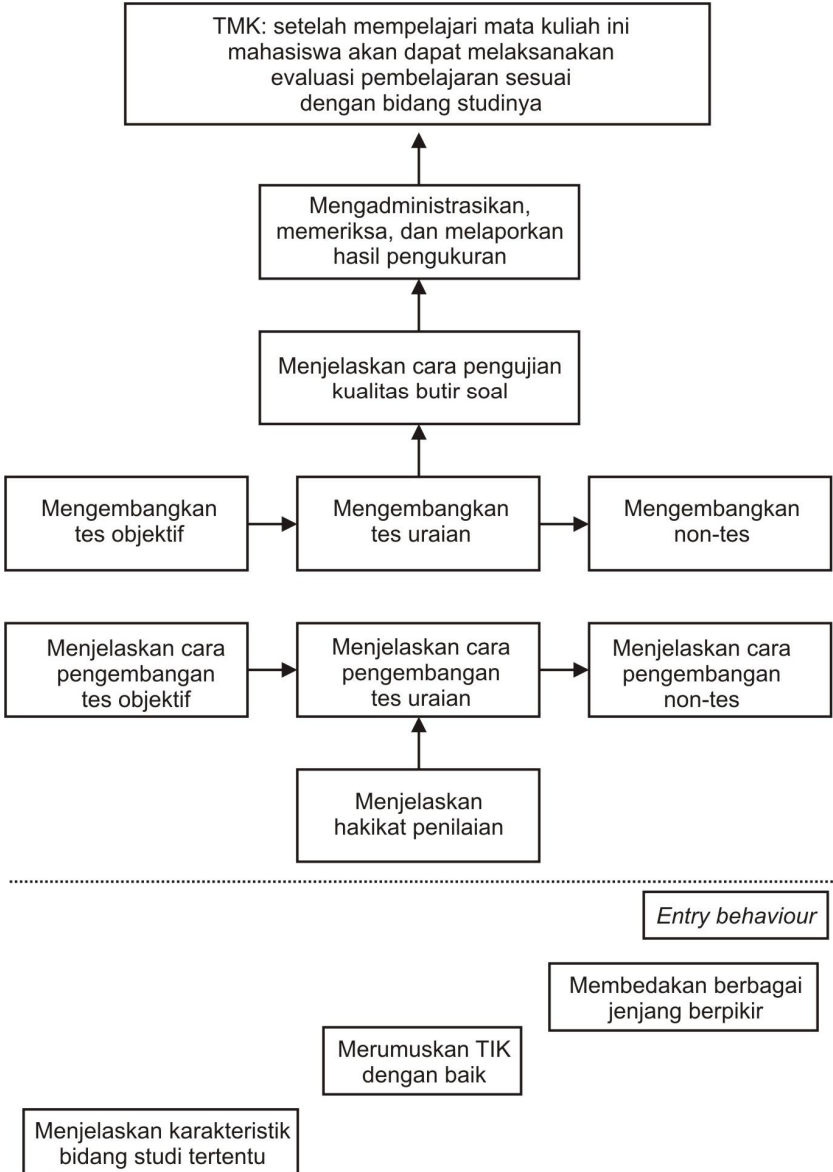 TMK: setelah mempelajari mata kuliah ini
mahasiswa akan dapat melaksanakan
evaluasi pembelajaran sesuai
dengan bidang studinya
Mengadministrasikan,
memeriksa, dan melaporkan
hasil pengukuran
Menjelaskan cara pengujian
kualitas butir soal
Mengembangkan
tes objektif
Mengembangkan
tes uraian
Mengembangkan
non-tes
Menjelaskan cara
pengembangan
tes objektif
Menjelaskan cara
pengembangan
tes uraian
Menjelaskan cara
pengembangan
non-tes
Menjelaskan
hakikat penilaian
Entry behaviour
Membedakan berbagai
jenjang berpikir
Merumuskan TIK
dengan baik
Menjelaskan karakteristik
bidang studi tertentu